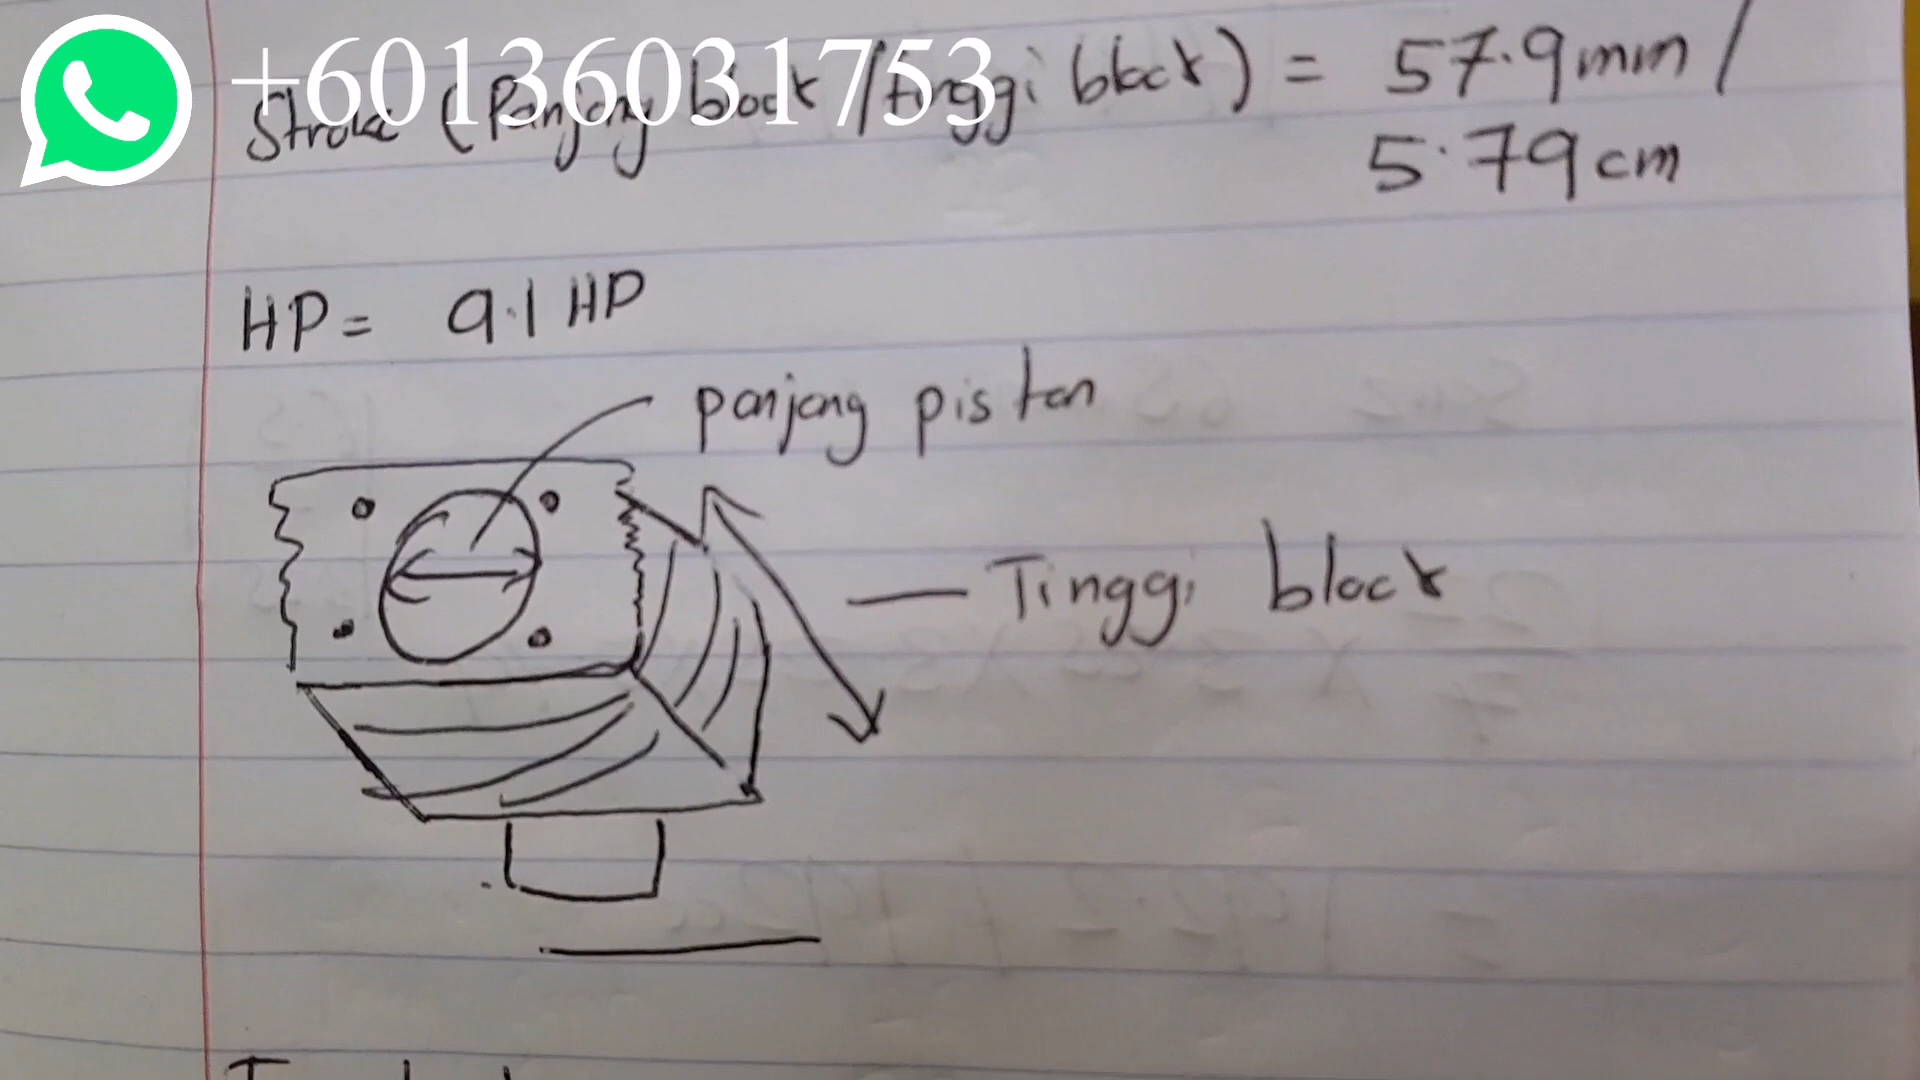 +60136031753
Stroke (Panjang block / tinggi block) = 57.9mm /
5.79cm
HP = 9.1 HP
panjang piston
Tinggi block